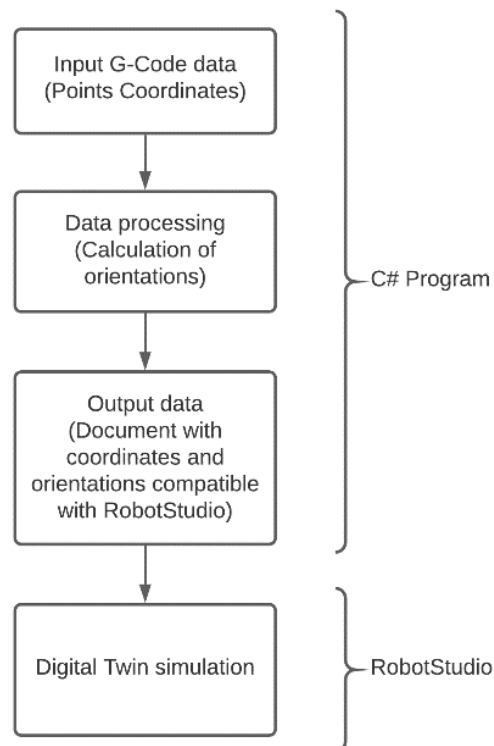 Input G-Code data
(Points Coordinates)
Data processing
(Calculation of
orientations)
C# Program
Output data
(Document with
coordinates and
orientations compatible
with RobotStudio)
Digital Twin simulation
RobotStudio